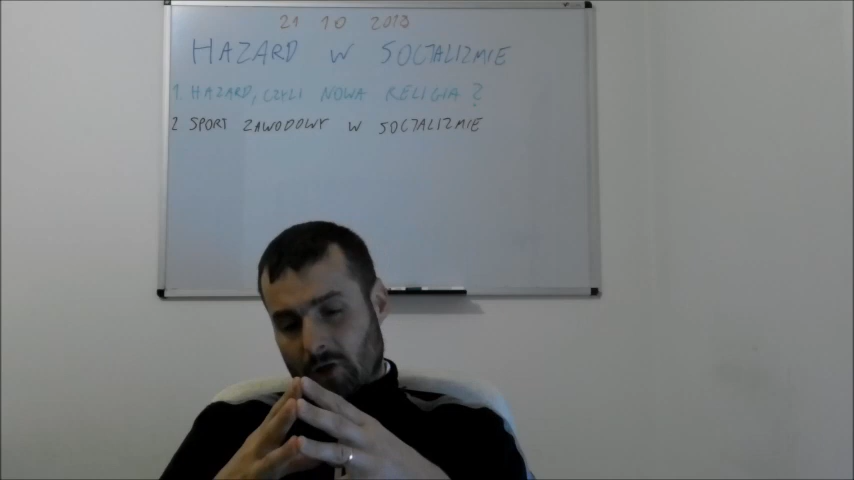 21 10 2013
HAZARD W SOCJALIZMIE
1. HAZARD, CZYLI NOWA RELIGIA?
2 SPORT ZAWODOWY W SOCJALIZMIE